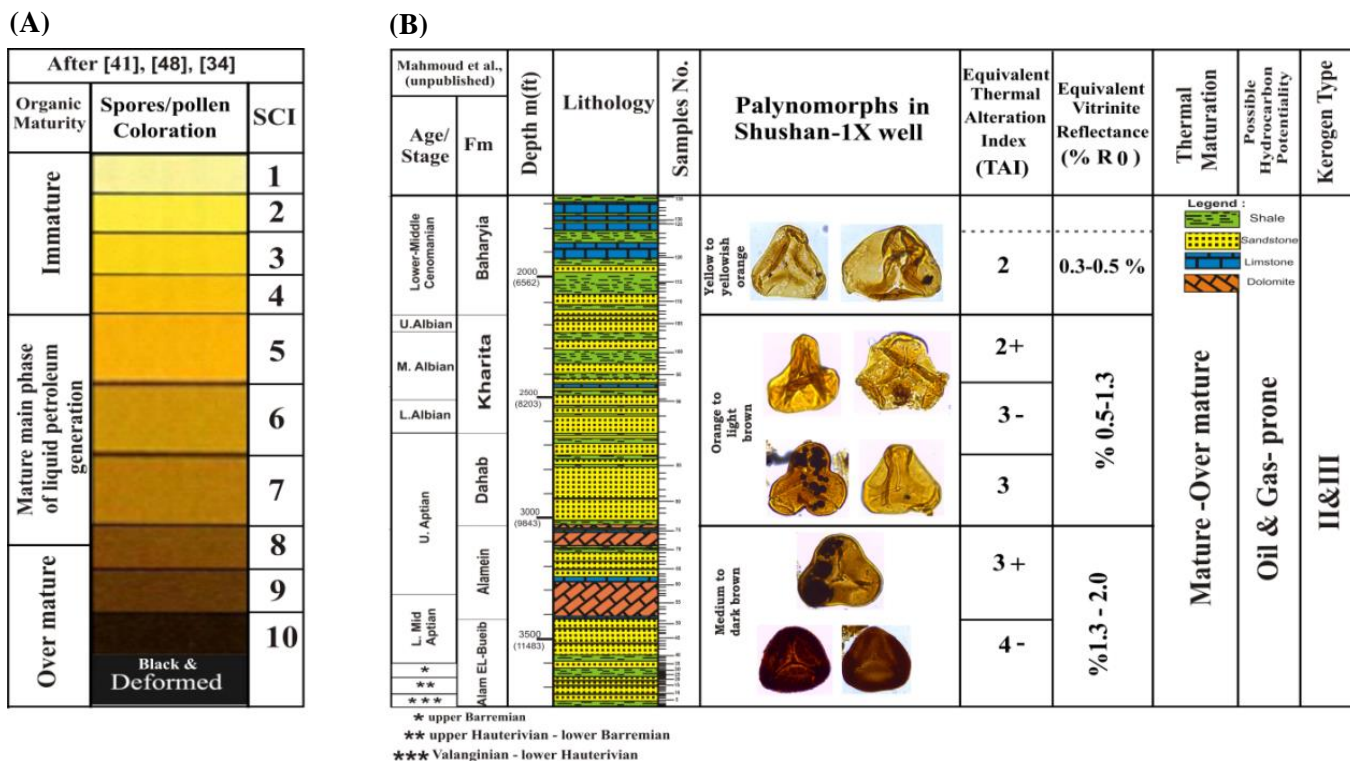 (A)
After [41], [48], [34]
Organic
Maturity
Spores/pollen
Coloration
SCI
Immature
Mature main phase
of liquid petroleum
generation
Over mature
1
2
3
4
5
6
7
8
9
10
Black &
Deformed
(B)
Mahmoud et al.,
(unpublished)
Age/
Stage
Fm
Depth m(ft)
Lithology
Samples No.
Palynomorphs in
Shushan-1X well
Equivalent
Thermal
Alteration
Index
(TAI)
Equivalent
Vitrinite
Reflectance
(% R 0)
Thermal
Maturation
Possible
Hydrocarbon
Potentiality
Kerogen Type
Lower-Middle
Cenomanian
U.Albian
M. Albian
L.Albian
U. Aptian
L. Mid
Aptian
*
**
***
Baharyia
Kharita
Dahab
Alamein
Alam EL-Bueib
2000
(6562)
2500
(8203)
3000
(9843)
3500
(11483)
Yellow to
yellowish
orange
Orange to
light
brown
Medium to
dark brown
2
2+
3 -
3
3 +
4 -
0.3-0.5 %
% 0.5-1.3
%1.3 - 2.0
Mature -Over mature
Oil & Gas- prone
II&III
Legend :
Shale
Sandstone
Limstone
Dolomite
* upper Barremian
** upper Hauterivian - lower Barremian
*** Valanginian - lower Hauterivian